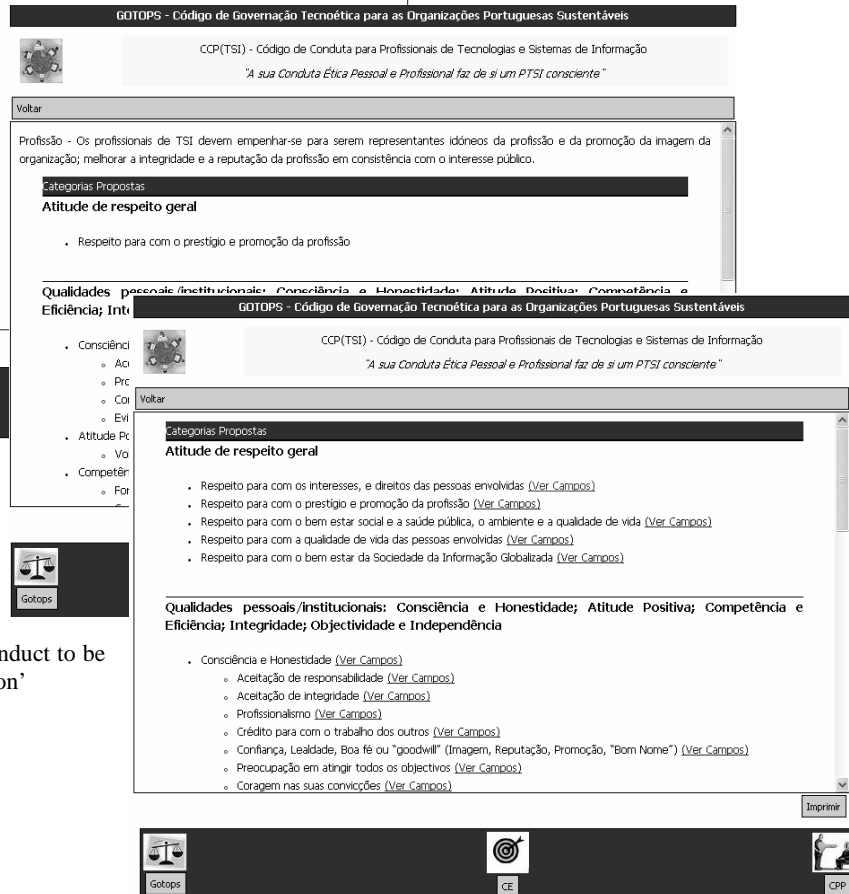 GOTOPS - Código de Governação Tecnoética para as Organizações Portuguesas Sustentáveis
CCP(TSI) - Código de Conduta para Profissionais de Tecnologias e Sistemas de Informação
"A sua Conduta Ética Pessoal e Profissional faz de si um PTSI consciente"
Voltar
Profissão - Os profissionais de TSI devem empenhar-se para serem representantes idóneos da profissão e da promoção da imagem da
organização; melhorar a integridade e a reputação da profissão em consistência com o interesse público.
Categorias Propostas
Atitude de respeito geral
• Respeito para com o prestígio e promoção da profissão
Qualidades pessoais/institucionais: Consciência e Honestidade; Atitude Positiva; Competência e
Eficiência;
Gotops
nduct to be
on'
GOTOPS - Código de Governação Tecnoética para as Organizações Portuguesas Sustentáveis
CCP(TSI) - Código de Conduta para Profissionais de Tecnologias e Sistemas de Informação
"A sua Conduta Ética Pessoal e Profissional faz de si um PTSI consciente"
Voltar
Categorias Propostas
Atitude de respeito geral
• Respeito para com os interesses, e direitos das pessoas envolvidas (Ver Campos)
• Respeito para com o prestígio e promoção da profissão (Ver Campos)
• Respeito para com o bem estar social e a saúde pública, o ambiente e a qualidade de vida (Ver Campos)
• Respeito para com a qualidade de vida das pessoas envolvidas (Ver Campos)
• Respeito para com o bem estar da Sociedade da Informação Globalizada (Ver Campos)
Qualidades pessoais/institucionais: Consciência e Honestidade; Atitude Positiva; Competência e
Eficiência; Integridade; Objectividade e Independência
• Consciência e Honestidade (Ver Campos)
◦ Aceitação de responsabilidade (Ver Campos)
◦ Aceitação de integridade (Ver Campos)
◦ Profissionalismo (Ver Campos)
◦ Crédito para com o trabalho dos outros (Ver Campos)
◦ Confiança, Lealdade, Boa fé ou "goodwill" (Imagem, Reputação, Promoção, "Bom Nome") (Ver Campos)
◦ Preocupação em atingir todos os objectivos (Ver Campos)
◦ Coragem nas suas convicções (Ver Campos)
Imprimir
Gotops
CE
CPP